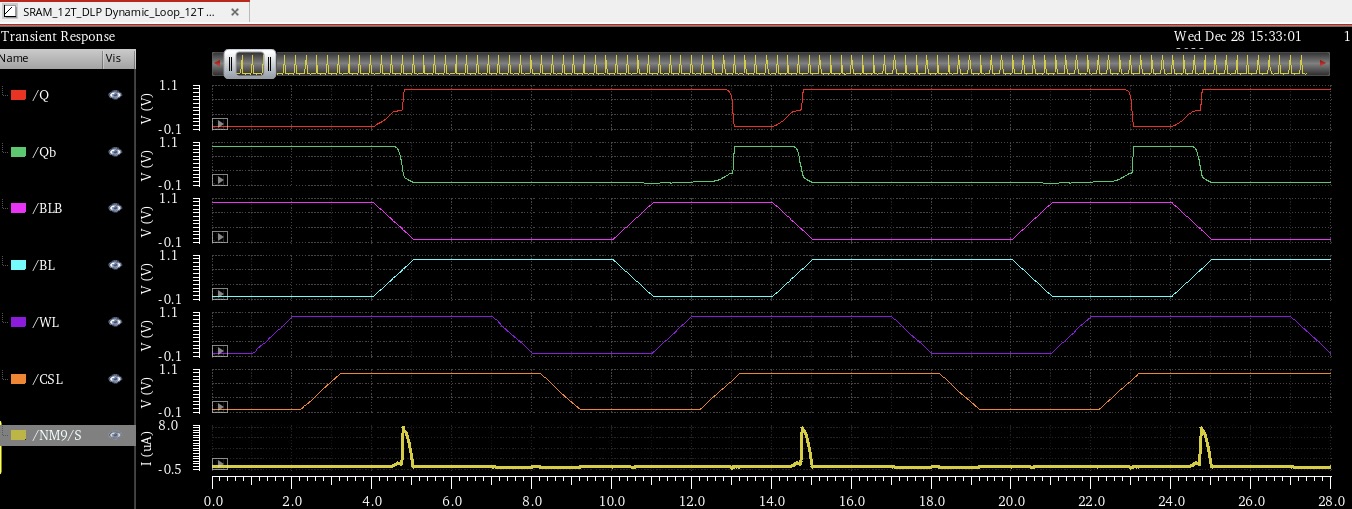 SRAM_12T_DLP Dynamic_Loop_12T ... ×
Transient Response
Wed Dec 28 15:33:01 1
Name Vis
/Q
/Qb
/BLB
/BL
/WL
/CSL
/NM9/S
V (V) 1.1 -0.1
V (V) 1.1 -0.1
V (V) 1.1 -0.1
V (V) 1.1 -0.1
V (V) 1.1 -0.1
V (V) 1.1 -0.1
I (uA) 8.0 -0.5
0.0 2.0 4.0 6.0 8.0 10.0 12.0 14.0 16.0 18.0 20.0 22.0 24.0 26.0 28.0